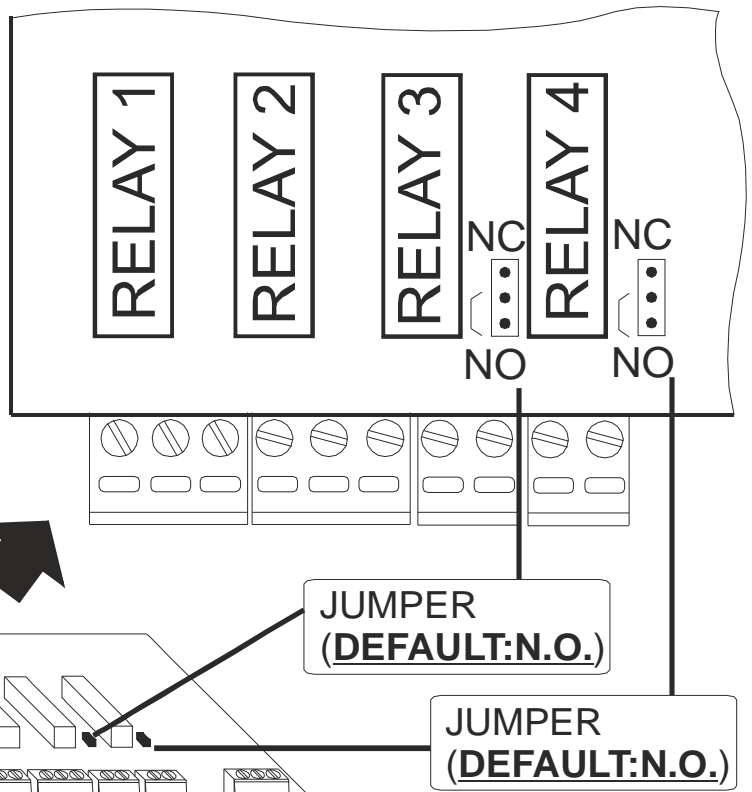 RELAY 1
RELAY 2
RELAY 3
RELAY 4
NC
NC
NO
NO
JUMPER
(DEFAULT:N.O.)
JUMPER
(DEFAULT:N.O.)